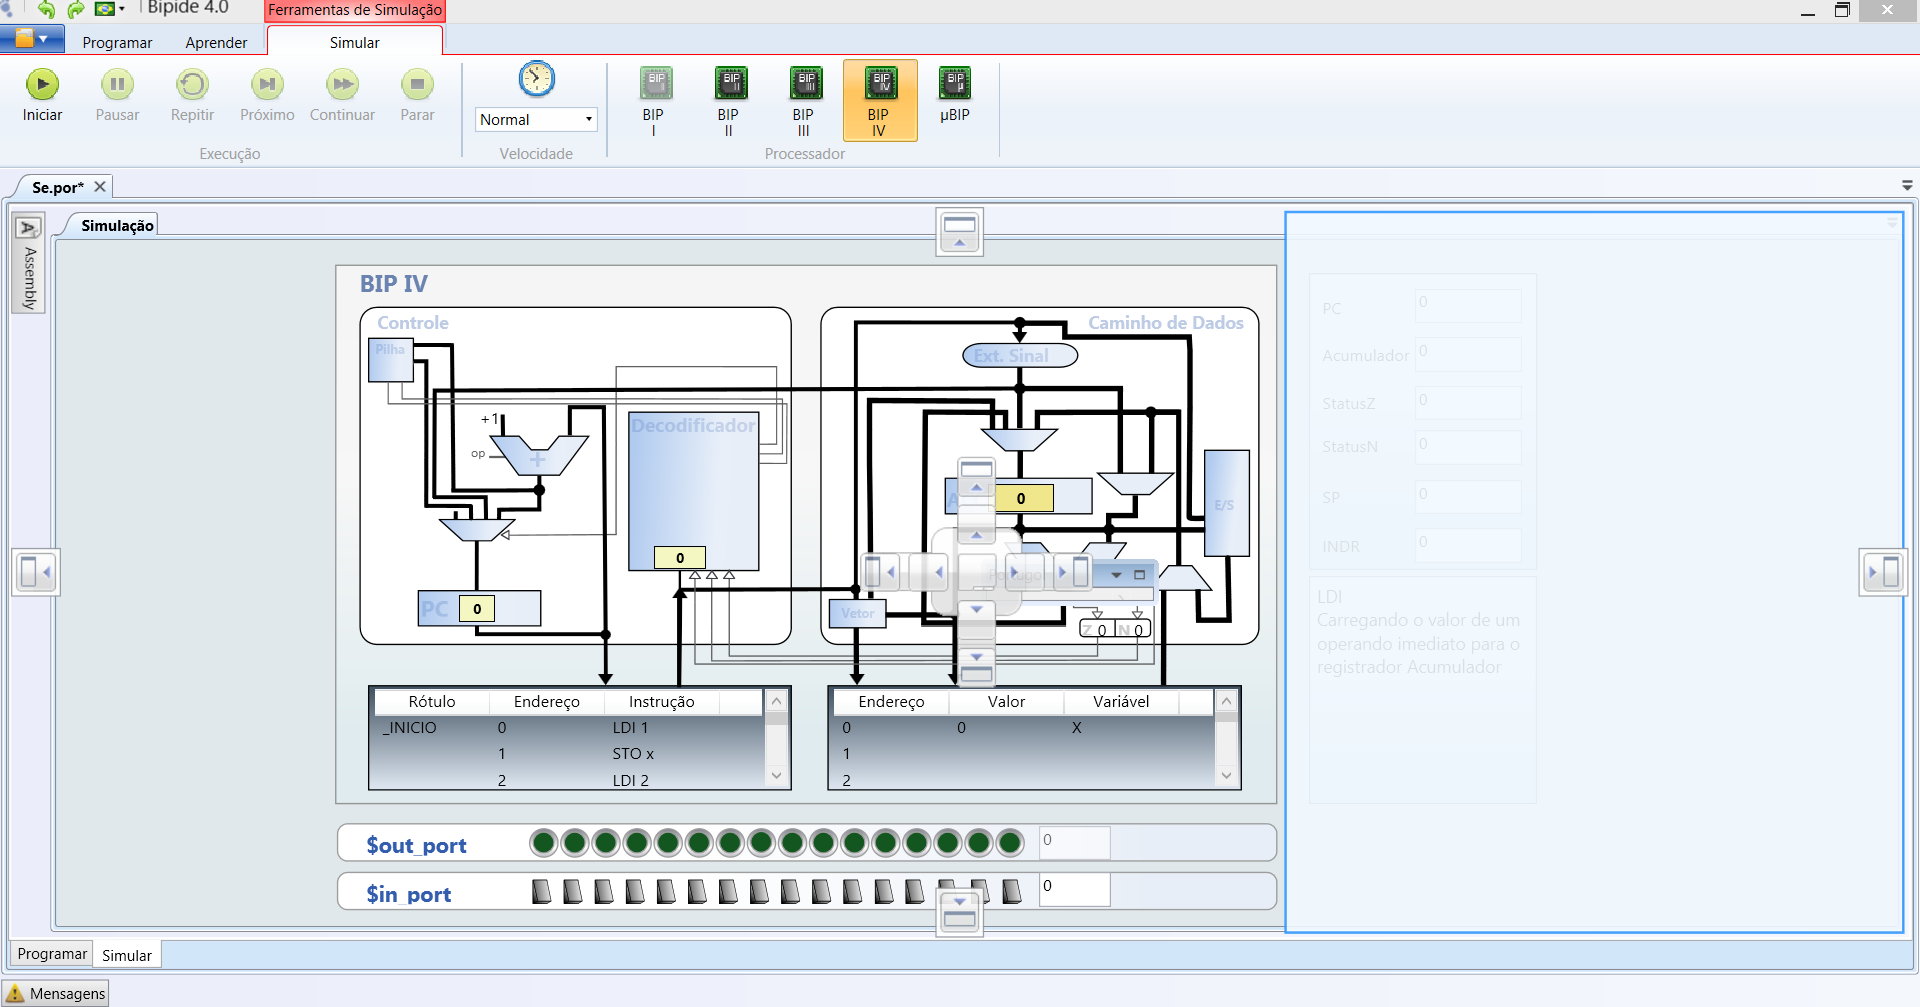 Bipide 4.0
Ferramentas de Simulação
Programar
Aprender
Simular
Iniciar
Pausar
Repitir
Próximo
Continuar
Parar
Execução
Normal
Velocidade
BIP I
BIP II
BIP III
BIP IV
µBIP
Processador
Se.por*
Assembly
Simulação
BIP IV
Controle
Pilha
+1
op
+
Decodificador
0
PC 0
Caminho de Dados
Ext. Sinal
0
E/S
Vetor
Z 0 N 0
Rótulo Endereço Instrução
_INICIO 0 LDI 1
1 STO x
2 LDI 2
Endereço Valor Variável
0 0 X
1
2
$out_port 0
$in_port 0
PC 0
Acumulador 0
StatusZ 0
StatusN 0
SP 0
INDR 0
LDI
Carregando o valor de um
operando imediato para o
registrador Acumulador
Programar
Simular
Mensagens